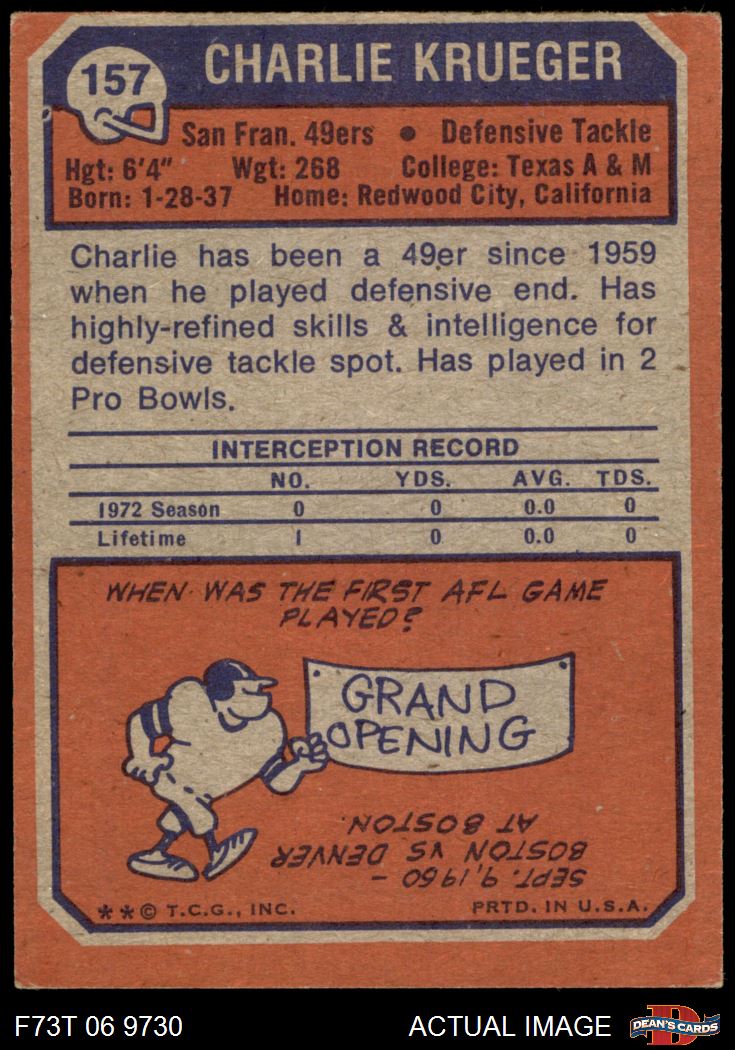 157
CHARLIE KRUEGER
San Fran. 49ers • Defensive Tackle
Hgt: 6'4" Wgt: 268 College: Texas A & M
Born: 1-28-37 Home: Redwood City, California
Charlie has been a 49er since 1959
when he played defensive end. Has
highly-refined skills & intelligence for
defensive tackle spot. Has played in 2
Pro Bowls.
INTERCEPTION RECORD
NO. YDS. AVG. TDS.
1972 Season 0 0 0.0 0
Lifetime 1 0 0.0 0
WHEN WAS THE FIRST AFL GAME
PLAYED?
GRAND
OPENING
SEPT. 9, 1960 –
BOSTON VS DENVER
AT BOSTON.
**© T.C.G., INC. PRTD. IN U.S.A.
F73T 06 9730 ACTUAL IMAGE D DEAN'S CARDS